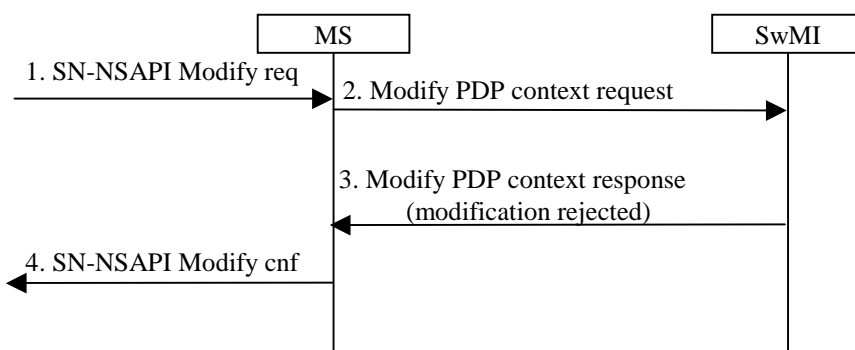 MS
SwMI
1. SN-NSAPI Modify req
2. Modify PDP context request
3. Modify PDP context response
(modification rejected)
4. SN-NSAPI Modify cnf